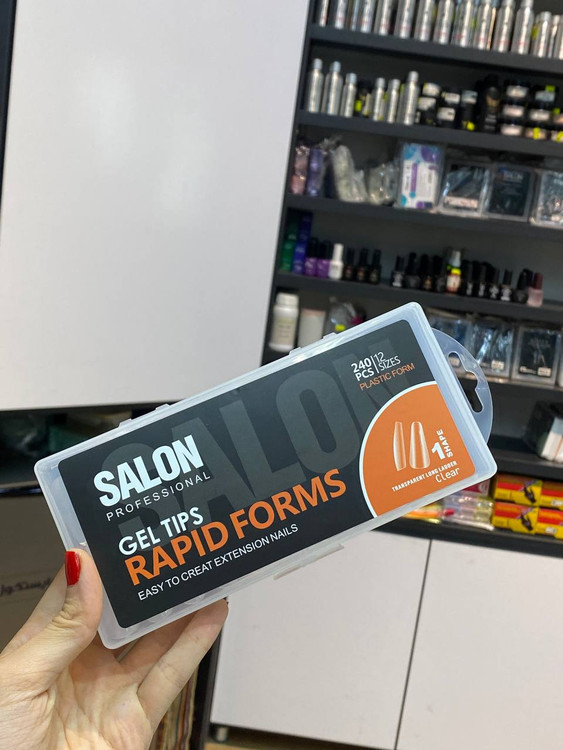 SALON
SALON
PROFESSIONAL
GEL TIPS
RAPID FORMS
EASY TO CREAT EXTENSION NAILS
240 PCS
12 SIZES
PLASTIC FORM
1 SHAPE
TRANSPARENT LONG LADDER
Clear